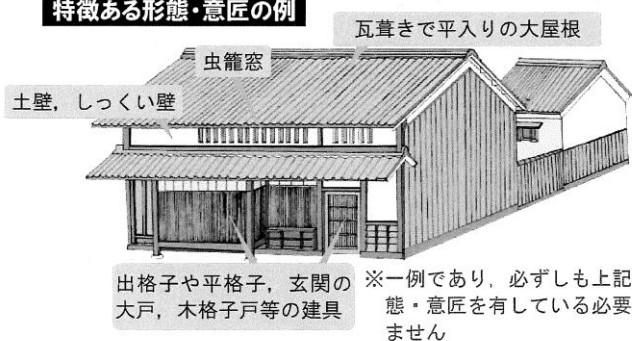 特徴ある形態・意匠の例
瓦葺きで平入りの大屋根
虫籠窓
土壁，しっくい壁
出格子や平格子，玄関の
大戸，木格子戸等の建具
※一例であり，必ずしも上記
態・意匠を有している必要
ません